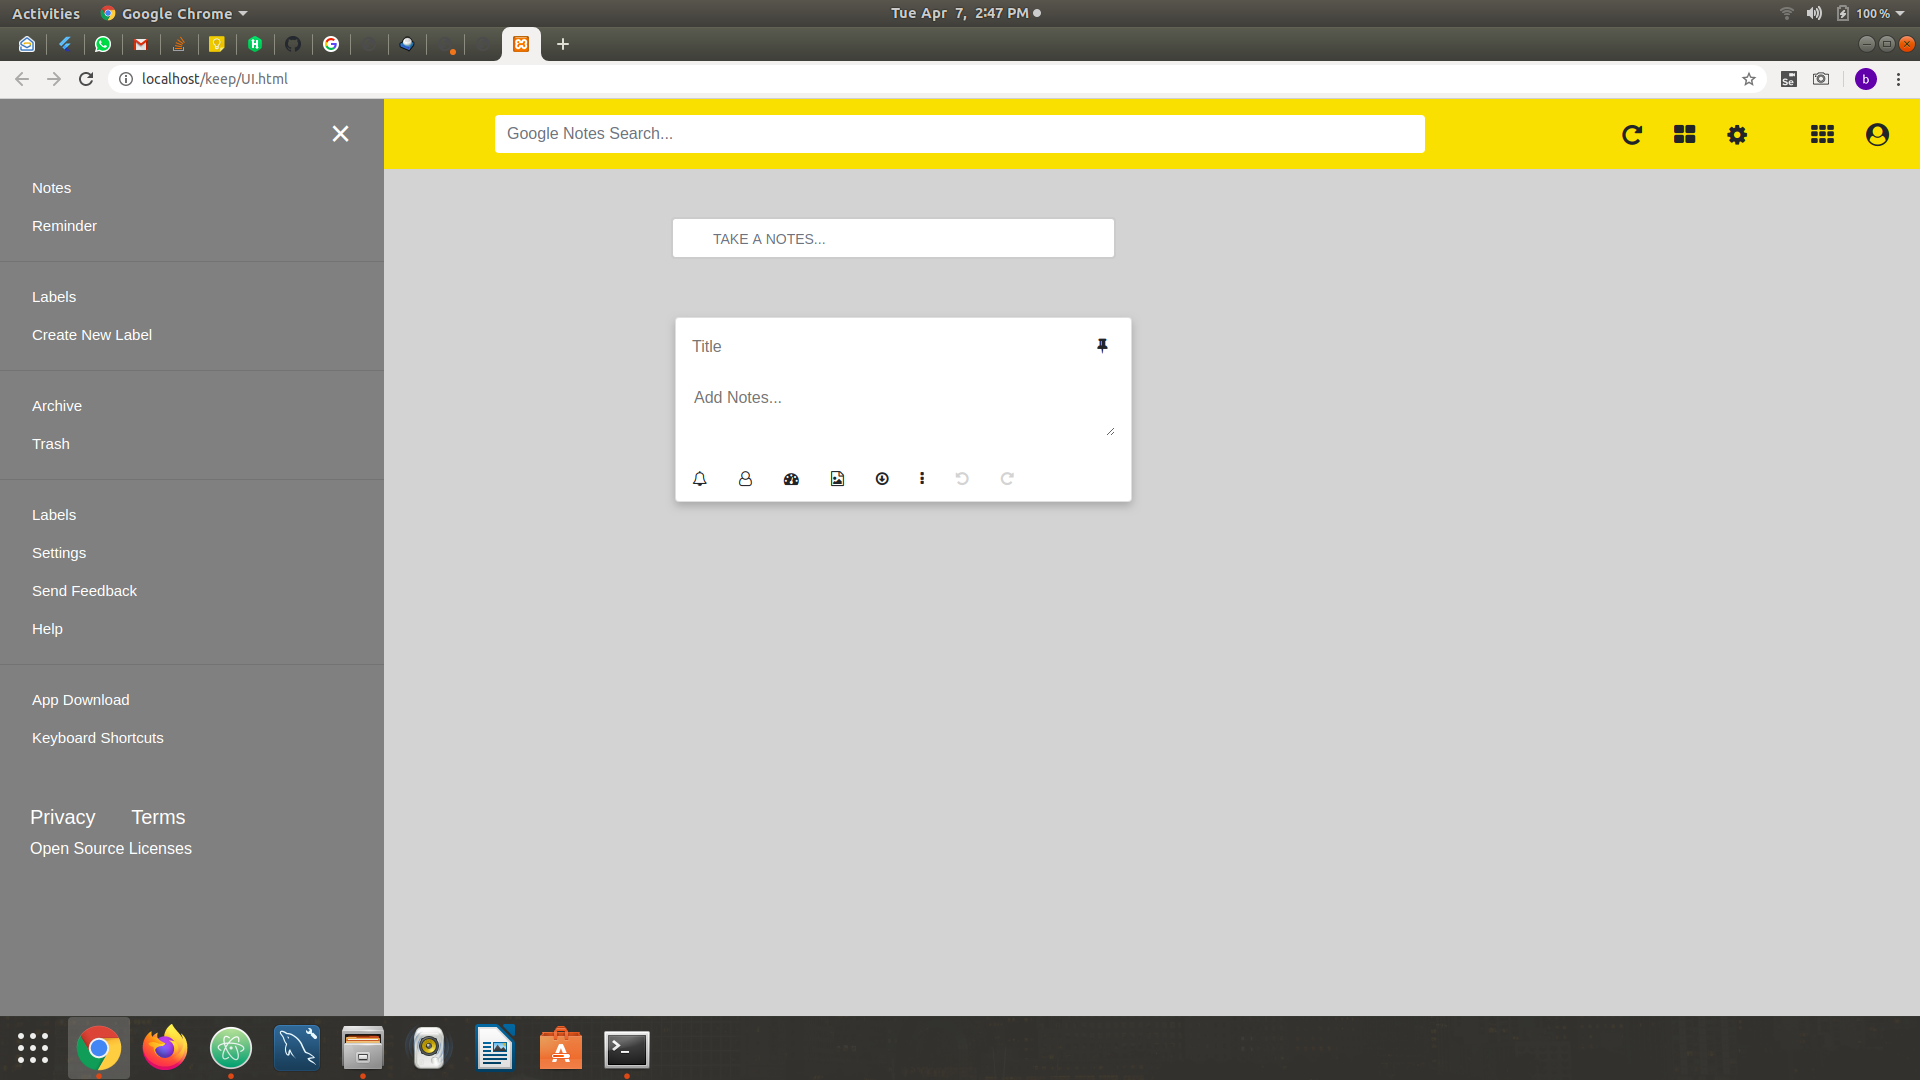 Activities Google Chrome Tue Apr 7, 2:47 PM 100 %
localhost/keep/UI.html Se b
× Google Notes Search...
Notes
Reminder
TAKE A NOTES...
Labels
Create New Label
Title
Add Notes...
Archive
Trash
Labels
Settings
Send Feedback
Help
App Download
Keyboard Shortcuts
Privacy Terms
Open Source Licenses